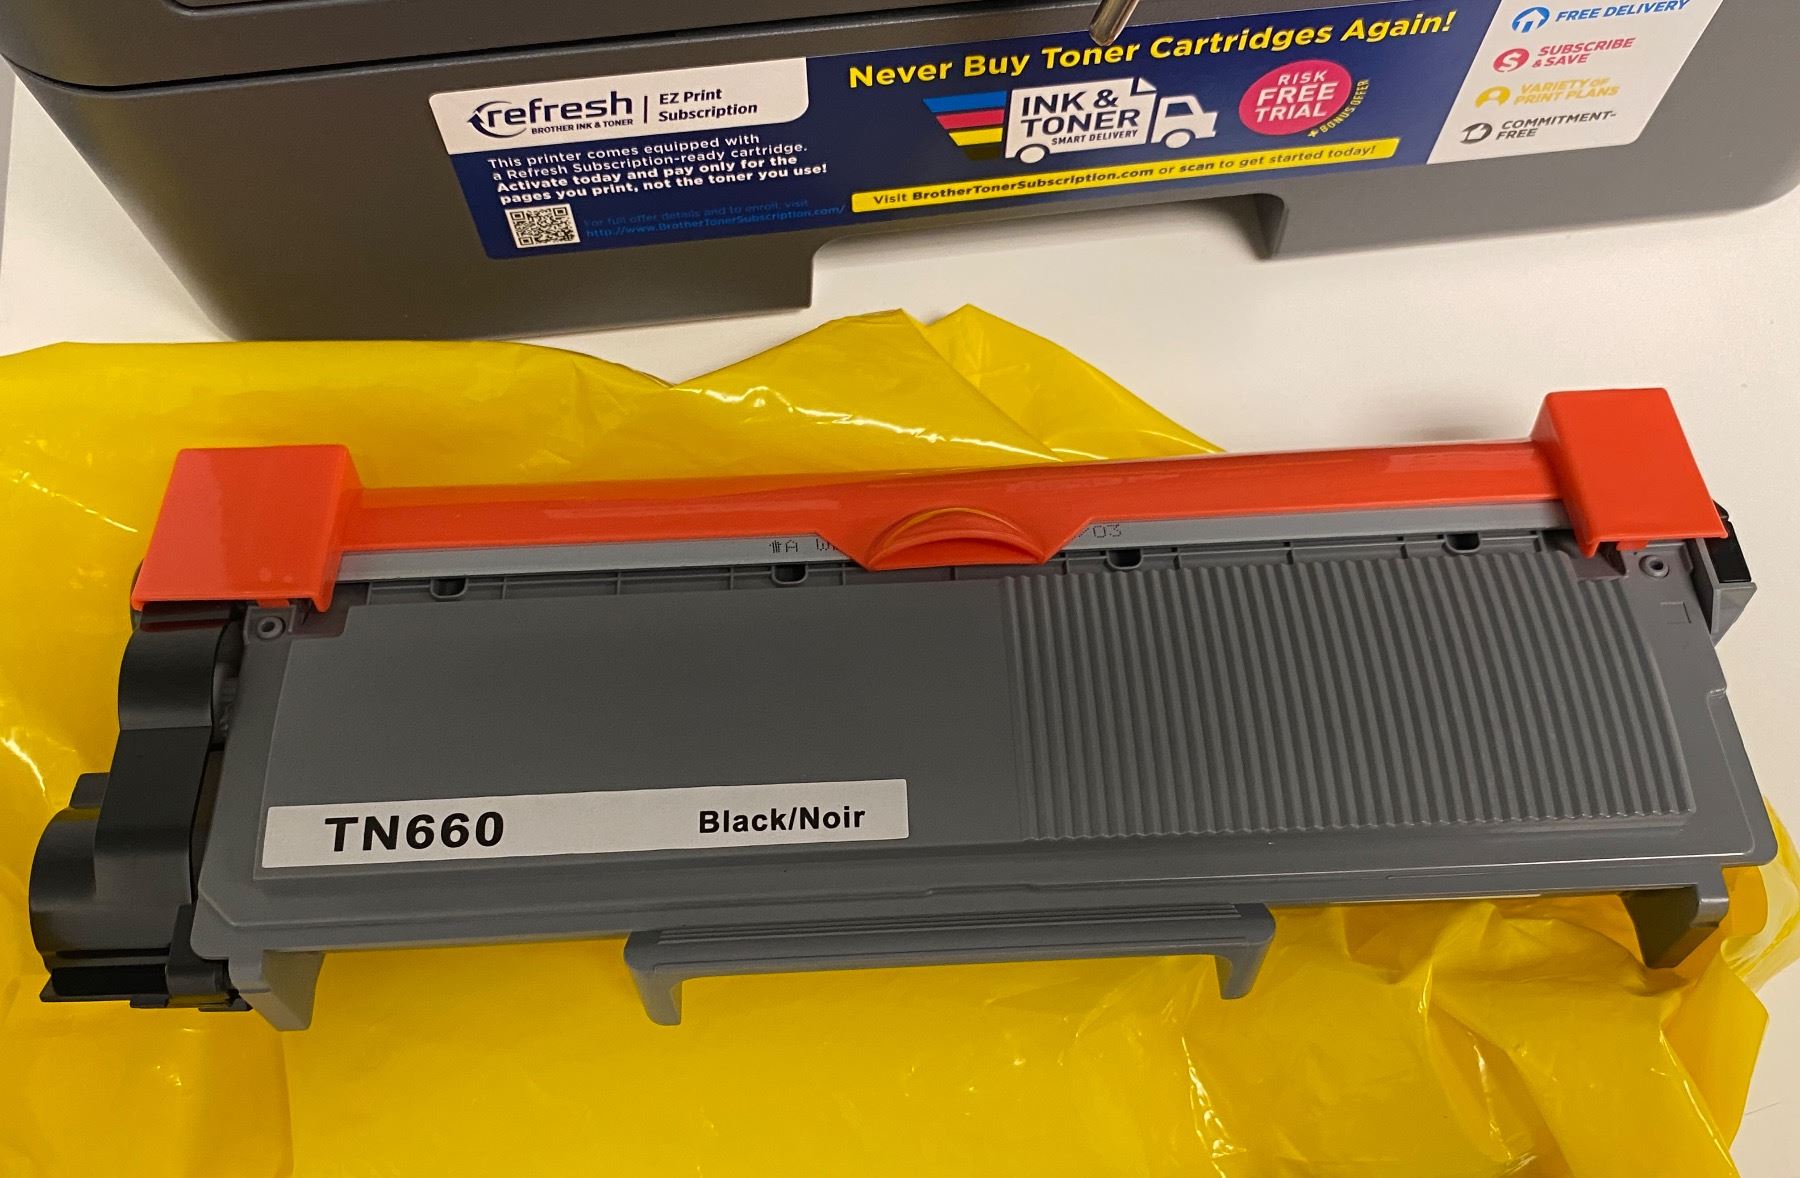 refresh
BROTHER INK & TONER
EZ Print
Subscription
This printer comes equipped with
a Refresh Subscription-ready cartridge.
Activate today and pay only for the
pages you print, not the toner you use!
For full offer details and to enroll, visit
http://www.BrotherTonerSubscription.com/
Never Buy Toner Cartridges Again!
INK &
TONER
SMART DELIVERY
RISK
FREE
TRIAL
+ BONUS OFFER
Visit BrotherTonerSubscription.com or scan to get started today!
FREE DELIVERY
SUBSCRIBE
& SAVE
VARIETY OF
PRINT PLANS
COMMITMENT-
FREE
/03
TN660 Black/Noir